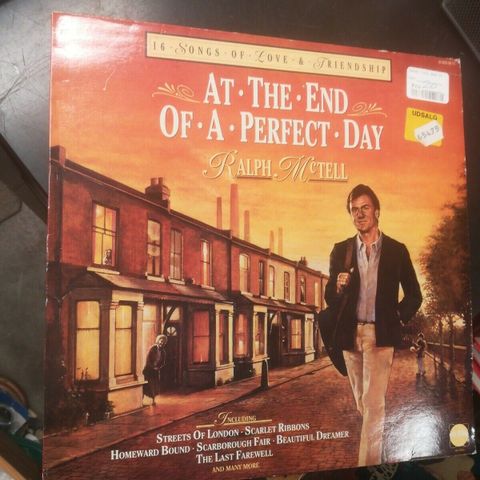 16 · SONGS · OF · LOVE · & · FRIENDSHIP
AT · THE · END
OF · A · PERFECT · DAY
RALPH MCTELL
UDSALG
INCLUDING
STREETS OF LONDON · SCARLET RIBBONS
HOMEWARD BOUND · SCARBOROUGH FAIR · BEAUTIFUL DREAMER
THE LAST FAREWELL
AND MANY MORE